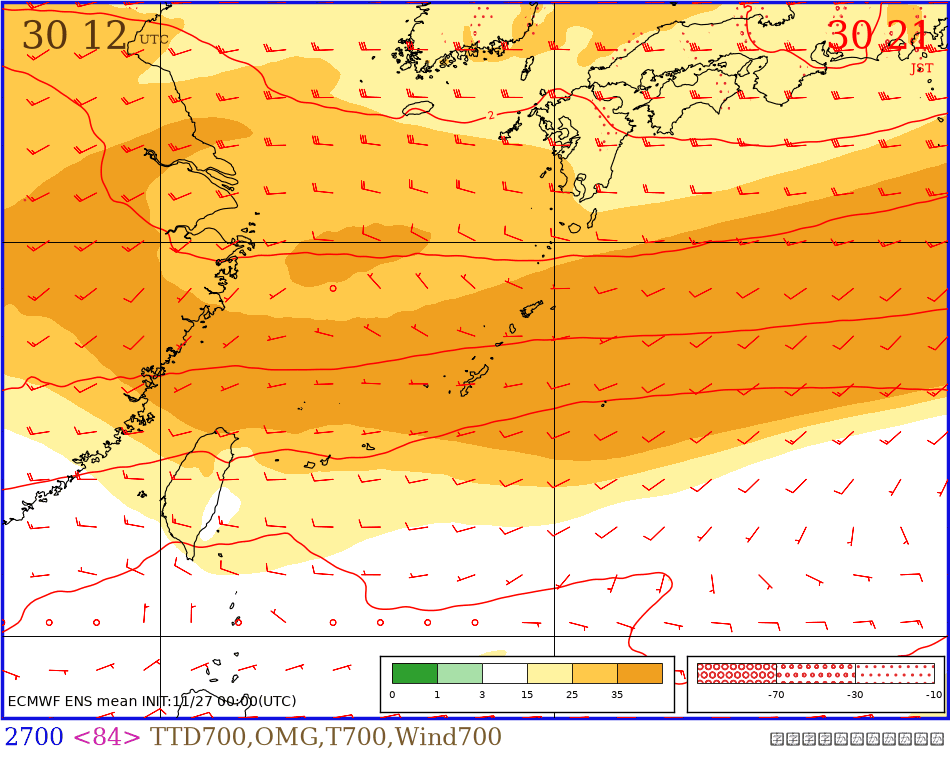 30 12 UTC
30 21
JST
2
0 1 3 15 25 35
-70 -30 -10
ECMWF ENS mean INIT:11/27 00:00(UTC)
2700 <84> TTD700,OMG,T700,Wind700